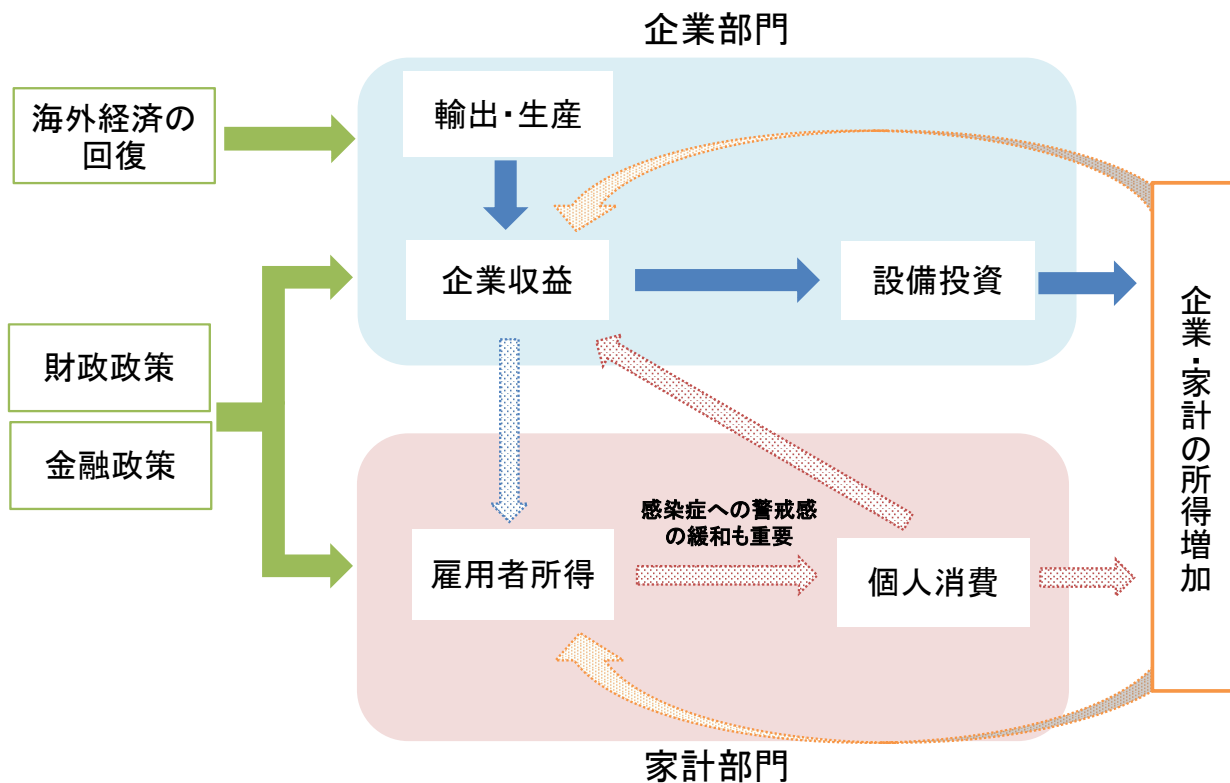 企業部門
海外経済の
回復
輸出・生産
企業収益
設備投資
財政政策
金融政策
企業・家計の所得増加
感染症への警戒感
の緩和も重要
雇用者所得
個人消費
家計部門